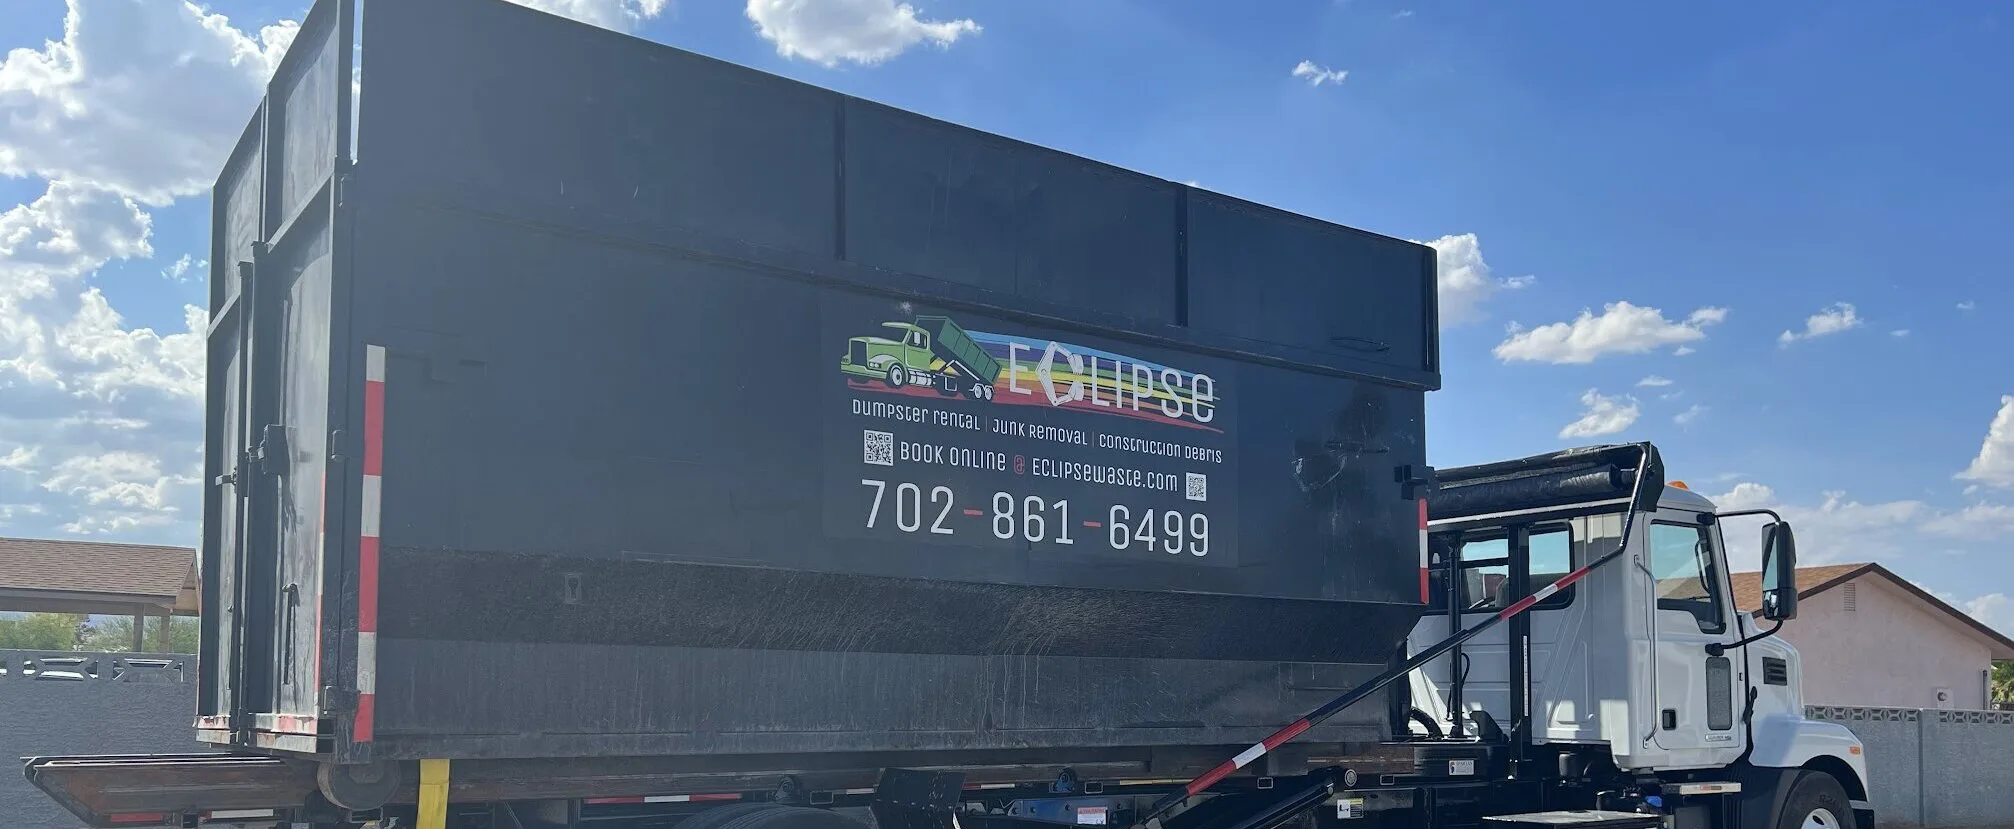 ECLIPSE
Dumpster rental | Junk Removal | Construction Debris
BOOK ONLINE @ ECLIPSEWASTE.COM
702-861-6499